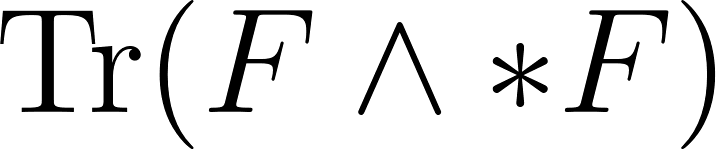 Tr(F ∧ ∗F)